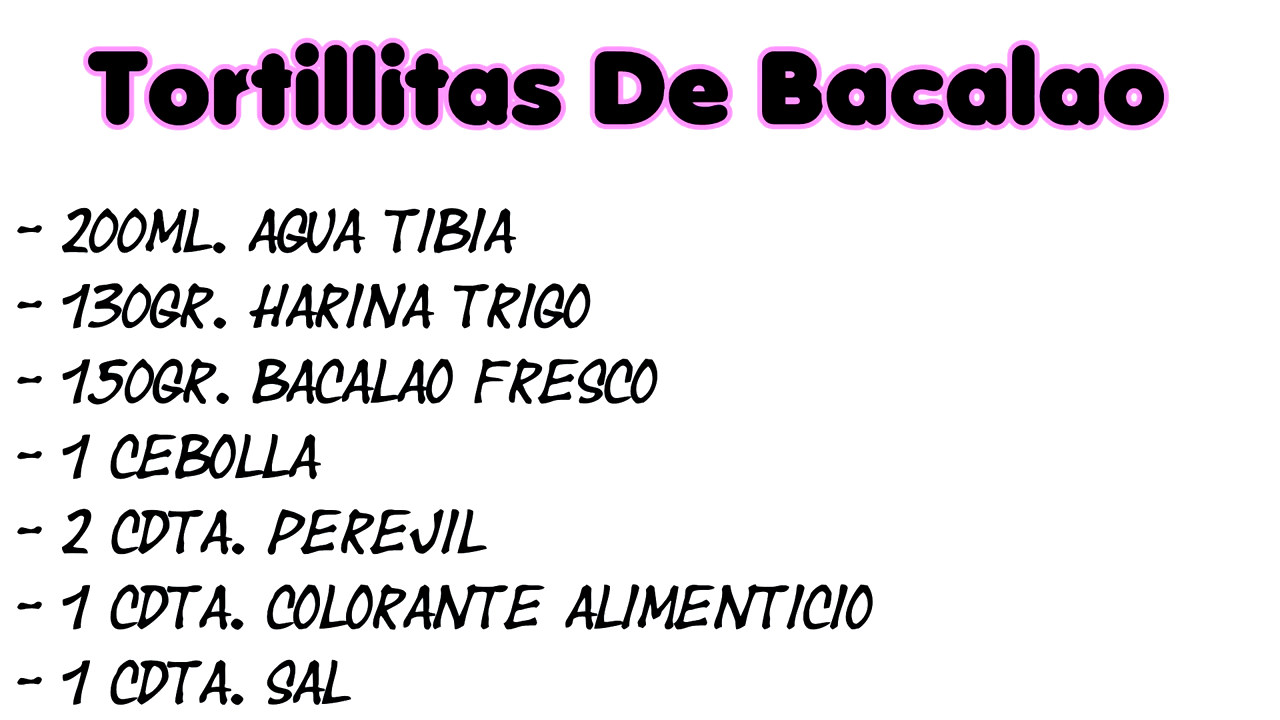 Tortillitas De Bacalao
- 200ML. AGUA TIBIA
- 130GR. HARINA TRIGO
- 150GR. BACALAO FRESCO
- 1 CEBOLLA
- 2 CDTA. PEREJIL
- 1 CDTA. COLORANTE ALIMENTICIO
- 1 CDTA. SAL